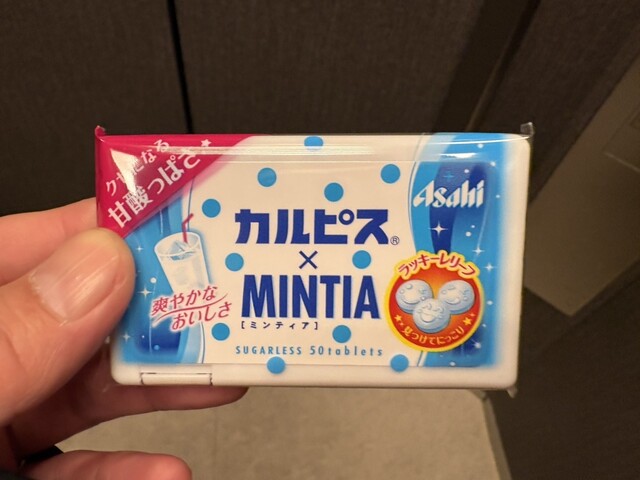 クセになる
甘酸っぱさ
Asahi
カルピス®
×
MINTIA
[ミンティア]
SUGARLESS 50tablets
爽やかな
おいしさ
ラッキーレリーフ
見つけてにっこり